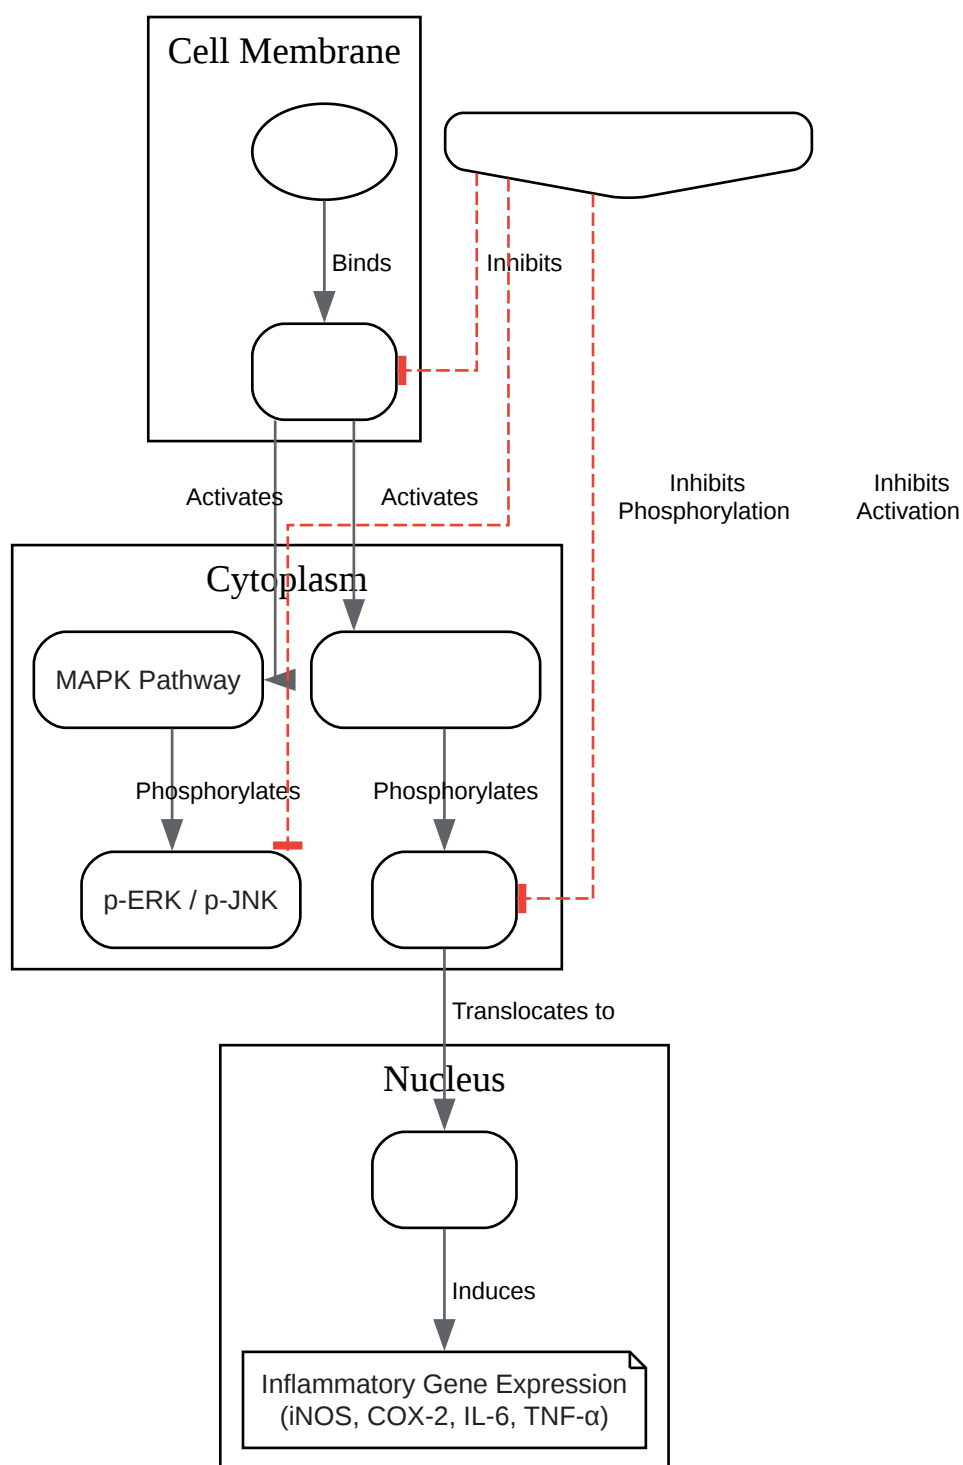 Cell Membrane
Binds
Inhibits
Activates
Activates
Inhibits
Phosphorylation
Inhibits
Activation
Cytoplasm
MAPK Pathway
Phosphorylates
Phosphorylates
p-ERK / p-JNK
Translocates to
Nucleus
Induces
Inflammatory Gene Expression
(iNOS, COX-2, IL-6, TNF-α)